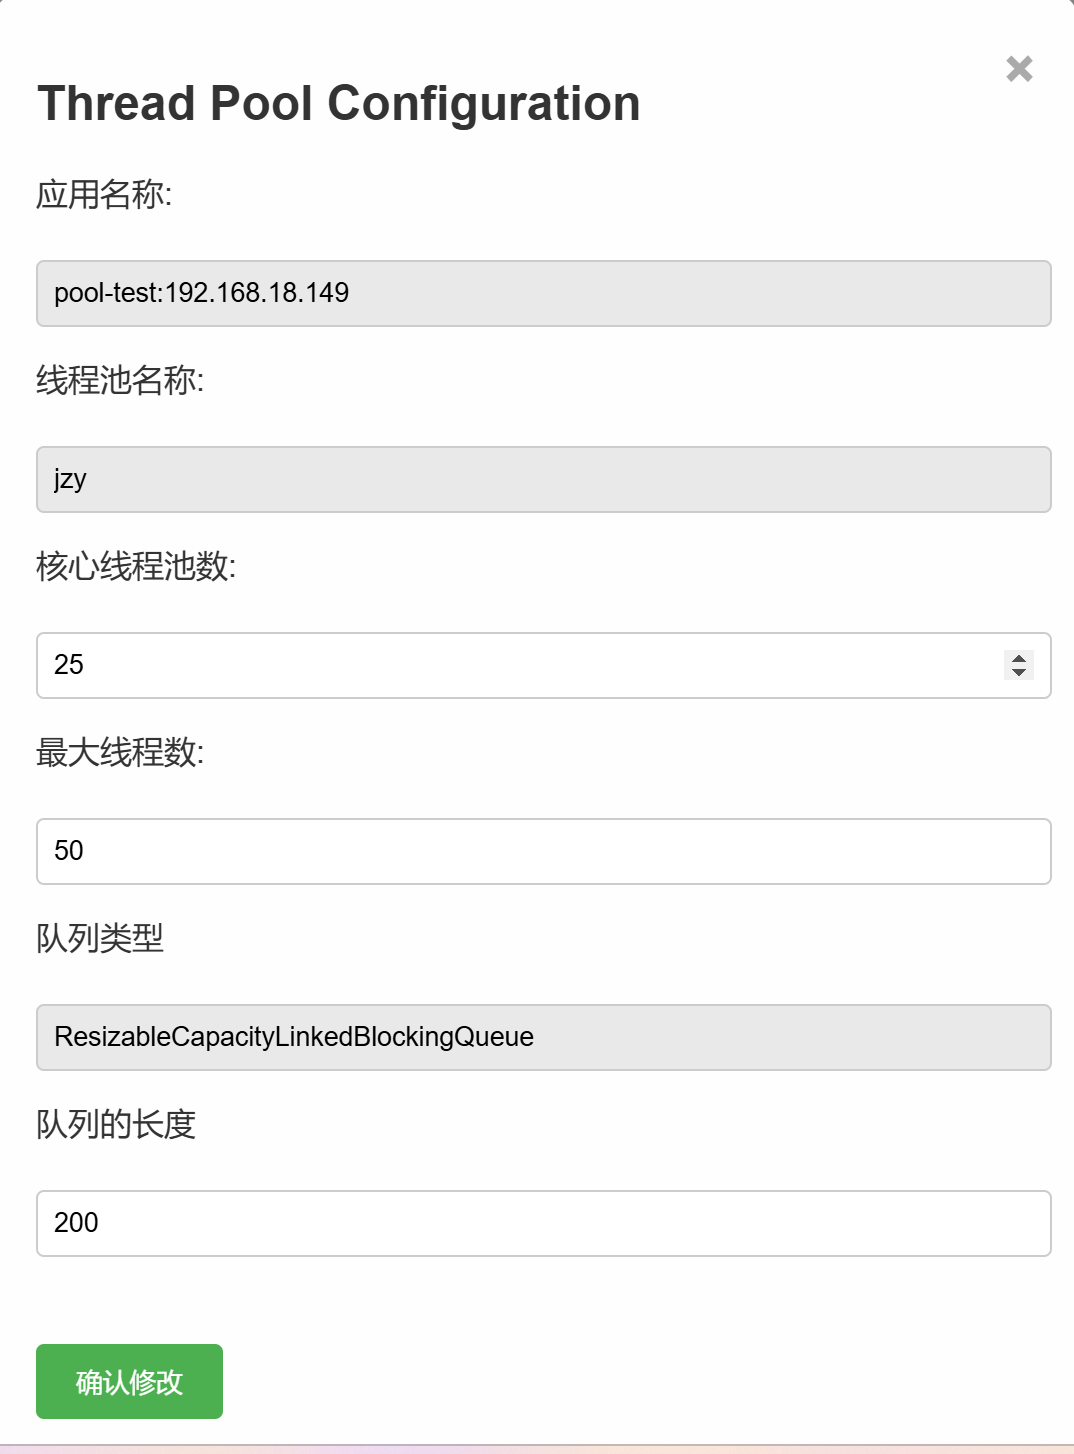 Thread Pool Configuration
应用名称:
pool-test:192.168.18.149
线程池名称:
jzy
核心线程池数:
25
最大线程数:
50
队列类型
ResizableCapacityLinkedBlockingQueue
队列的长度
200
确认修改